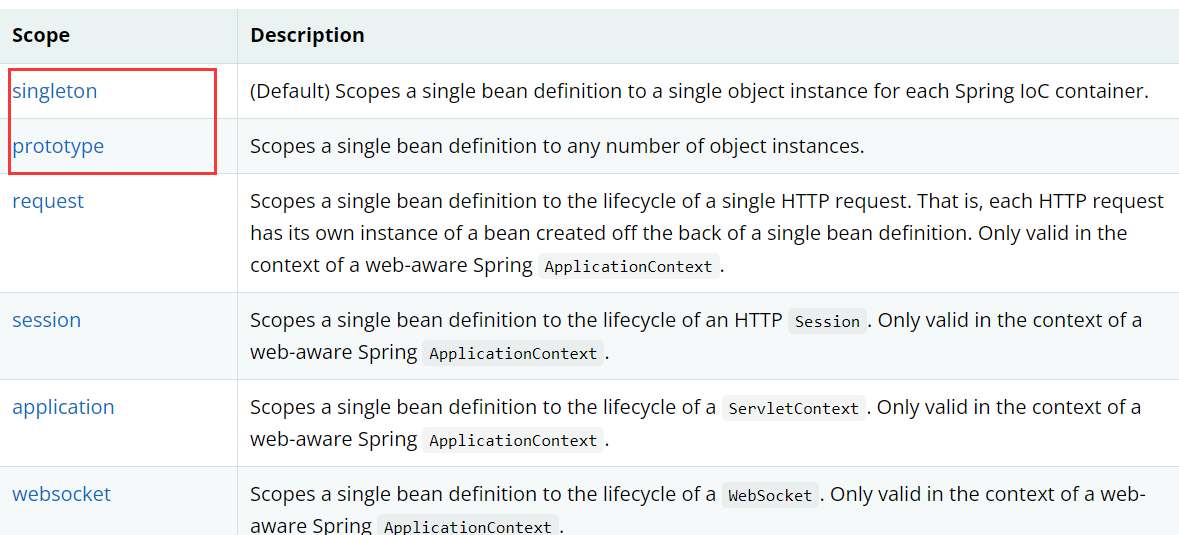 Scope Description
singleton (Default) Scopes a single bean definition to a single object instance for each Spring IoC container.
prototype Scopes a single bean definition to any number of object instances.
request Scopes a single bean definition to the lifecycle of a single HTTP request. That is, each HTTP request
has its own instance of a bean created off the back of a single bean definition. Only valid in the
context of a web-aware Spring ApplicationContext.
session Scopes a single bean definition to the lifecycle of an HTTP Session. Only valid in the context of a
web-aware Spring ApplicationContext.
application Scopes a single bean definition to the lifecycle of a ServletContext. Only valid in the context of a
web-aware Spring ApplicationContext.
websocket Scopes a single bean definition to the lifecycle of a WebSocket. Only valid in the context of a web-
aware Spring ApplicationContext.